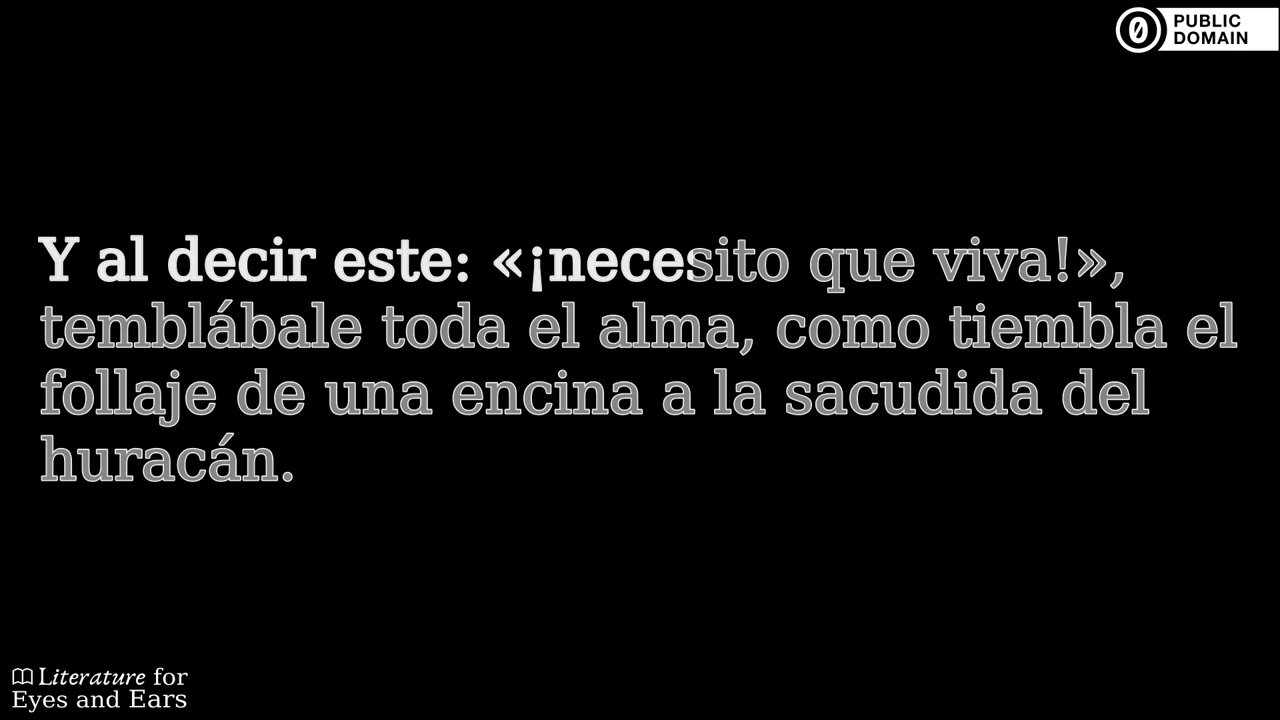 PUBLIC
DOMAIN
Y al decir este: «¡necesito que viva!»,
temblábale toda el alma, como tiembla el
follaje de una encina a la sacudida del
huracán.
Literature for
Eyes and Ears